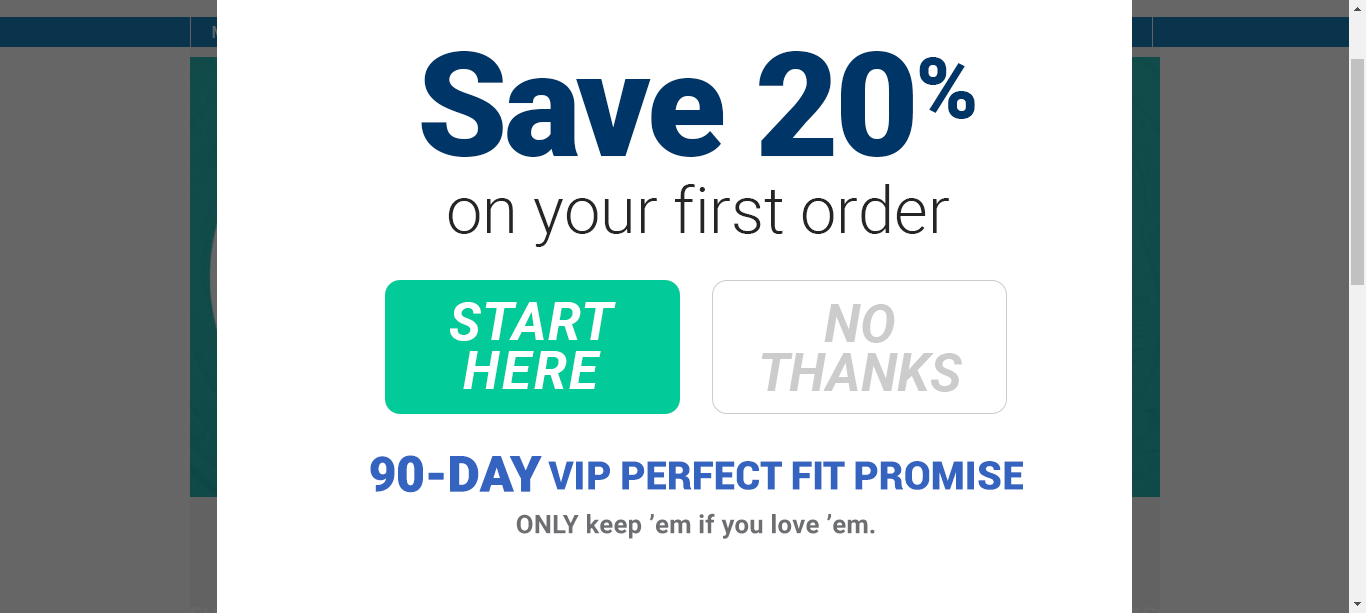 Save 20%
on your first order
START
HERE
NO
THANKS
90-DAY VIP PERFECT FIT PROMISE
ONLY keep ’em if you love ’em.